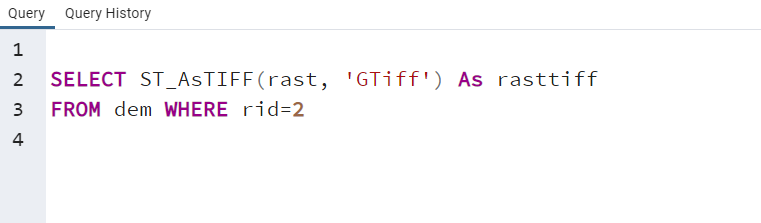 Query Query History
1
2 SELECT ST_AsTIFF(rast, 'GTiff') As rasttiff
3 FROM dem WHERE rid=2
4